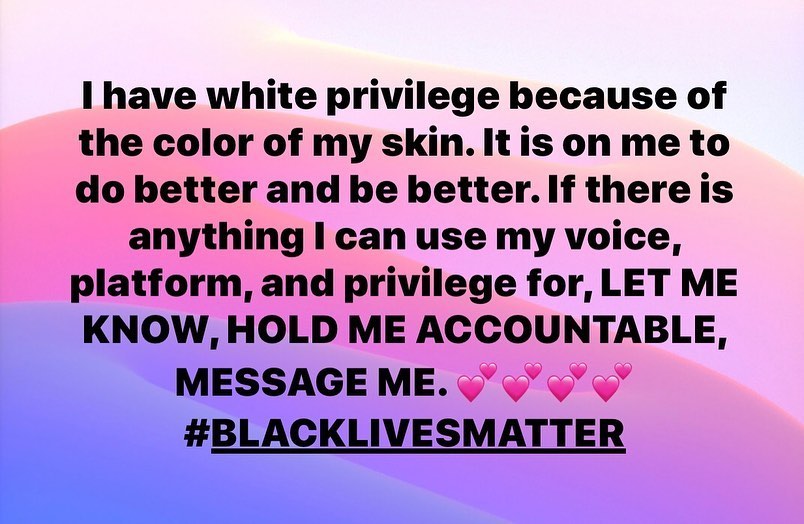 I have white privilege because of
the color of my skin. It is on me to
do better and be better. If there is
anything I can use my voice,
platform, and privilege for, LET ME
KNOW, HOLD ME ACCOUNTABLE,
MESSAGE ME. 💕💕💕💕
#BLACKLIVESMATTER